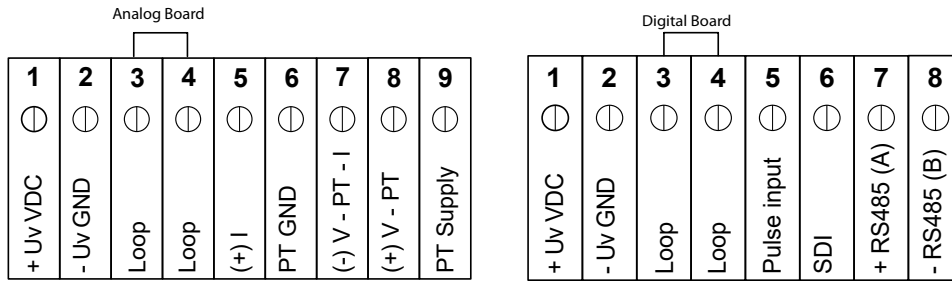 Analog Board
1 2 3 4 5 6 7 8 9
+ Uv VDC
- Uv GND
Loop
Loop
(+) I
PT GND
(-) V - PT - I
(+) V - PT
PT Supply
Digital Board
1 2 3 4 5 6 7 8
+ Uv VDC
- Uv GND
Loop
Loop
Pulse input
SDI
+ RS485 (A)
- RS485 (B)